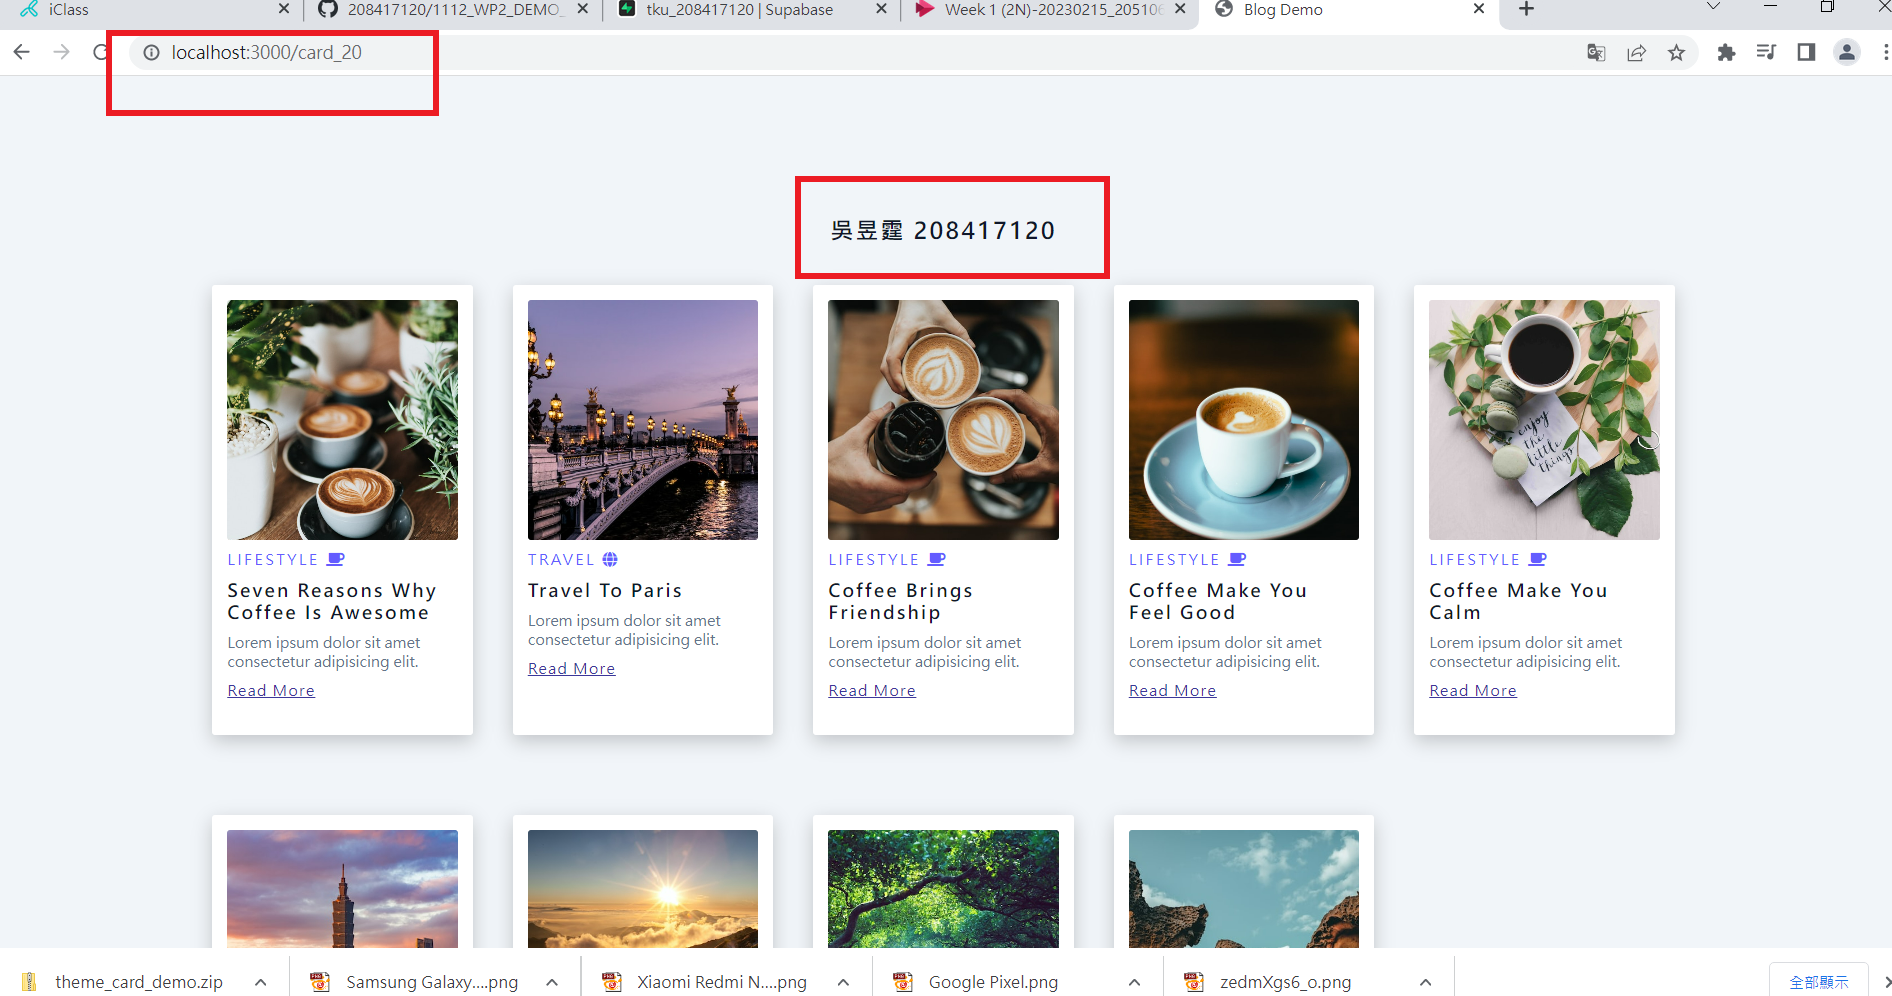 iClass
208417120/1112_WP2_DEMO_
tku_208417120 | Supabase
Week 1 (2N)-20230215_205106
Blog Demo
localhost:3000/card_20
吳昱霆 208417120
LIFESTYLE
Seven Reasons Why
Coffee Is Awesome
Lorem ipsum dolor sit amet
consectetur adipisicing elit.
Read More
TRAVEL
Travel To Paris
Lorem ipsum dolor sit amet
consectetur adipisicing elit.
Read More
LIFESTYLE
Coffee Brings
Friendship
Lorem ipsum dolor sit amet
consectetur adipisicing elit.
Read More
LIFESTYLE
Coffee Make You
Feel Good
Lorem ipsum dolor sit amet
consectetur adipisicing elit.
Read More
enjoy
the
little
things
LIFESTYLE
Coffee Make You
Calm
Lorem ipsum dolor sit amet
consectetur adipisicing elit.
Read More
theme_card_demo.zip
Samsung Galaxy....png
Xiaomi Redmi N....png
Google Pixel.png
zedmXgs6_o.png
全部顯示